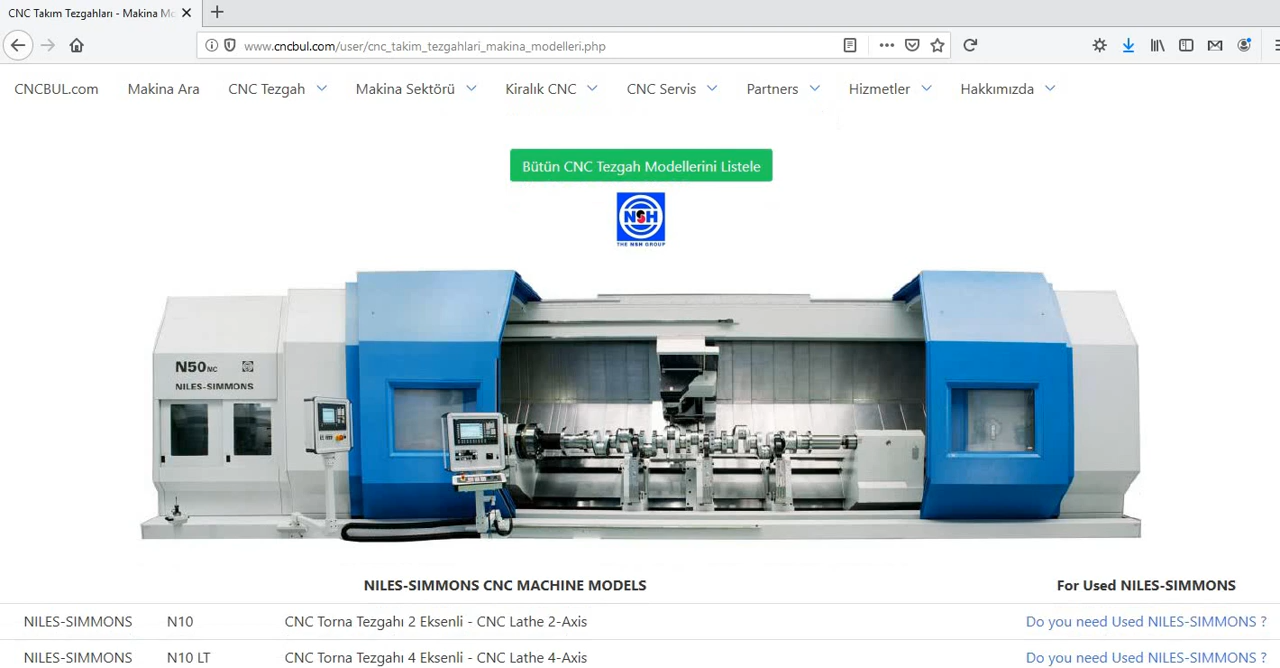 CNC Takım Tezgahları - Makina Mo
www.cncbul.com/user/cnc_takim_tezgahlari_makina_modelleri.php
CNCBUL.com Makina Ara CNC Tezgah Makina Sektörü Kiralık CNC CNC Servis Partners Hizmetler Hakkımızda
Bütün CNC Tezgah Modellerini Listele
NSH
THE NSH GROUP
N50 NC
NILES-SIMMONS
NILES-SIMMONS CNC MACHINE MODELS For Used NILES-SIMMONS
NILES-SIMMONS N10 CNC Torna Tezgahı 2 Eksenli - CNC Lathe 2-Axis Do you need Used NILES-SIMMONS ?
NILES-SIMMONS N10 LT CNC Torna Tezgahı 4 Eksenli - CNC Lathe 4-Axis Do you need Used NILES-SIMMONS ?